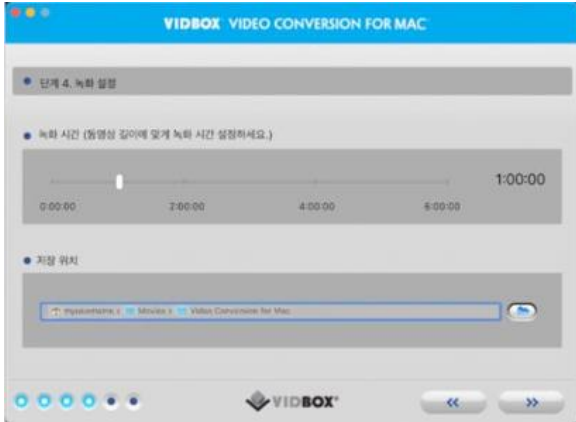 VIDBOX VIDEO CONVERSION FOR MAC
단계 4. 녹화 설정
녹화 시간 (동영상 길이에 맞게 녹화 시간 설정하세요.)
1:00:00
0:00:00 2:00:00 4:00:00 6:00:00
저장 위치
myusername Movies Video Conversion for Mac
VIDBOX®